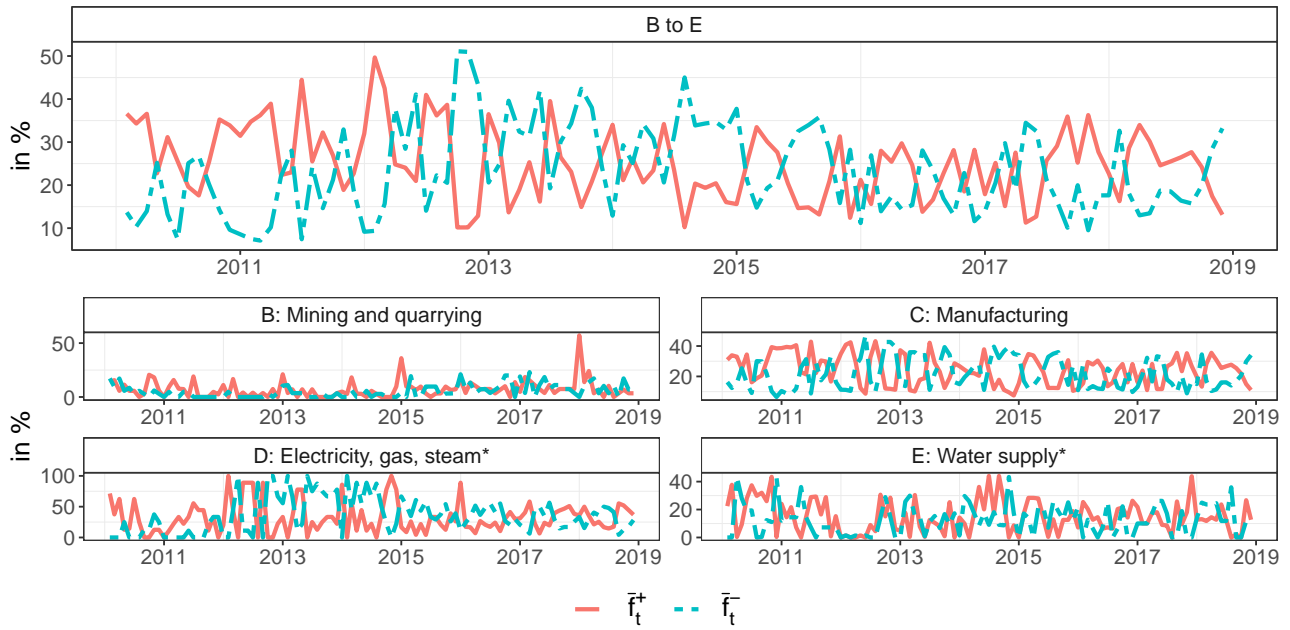 B to E
50
40
30
20
10
in %
2011 2013 2015 2017 2019
B: Mining and quarrying
50
0
2011 2013 2015 2017 2019
C: Manufacturing
40
20
2011 2013 2015 2017 2019
in %
D: Electricity, gas, steam*
100
50
0
2011 2013 2015 2017 2019
E: Water supply*
40
20
0
2011 2013 2015 2017 2019
f̄ₜ⁺ f̄ₜ⁻